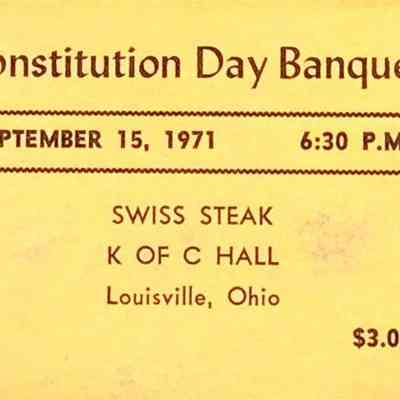 onstitution Day Banque
PTEMBER 15, 1971 6:30 P.M
SWISS STEAK
K OF C HALL
Louisville, Ohio
$3.0